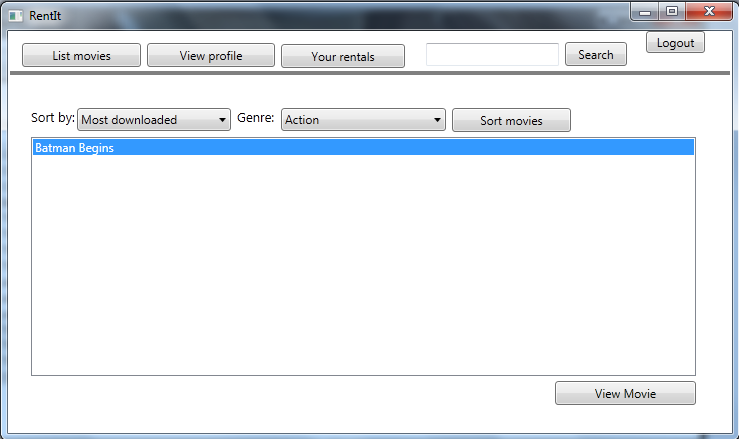 RentIt
List movies View profile Your rentals Search Logout
Sort by: Most downloaded Genre: Action Sort movies
Batman Begins
View Movie